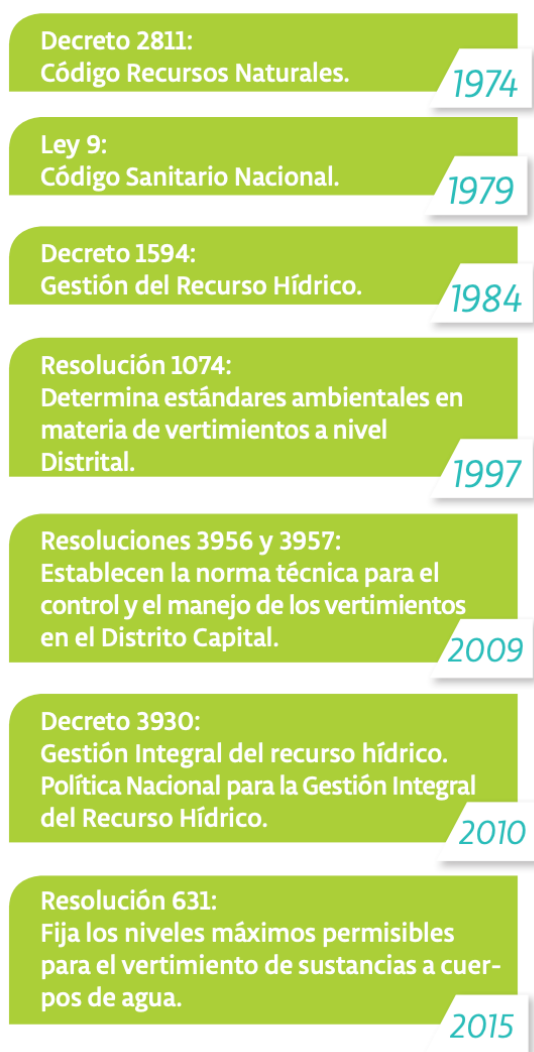 Decreto 2811:
Código Recursos Naturales.
1974
Ley 9:
Código Sanitario Nacional.
1979
Decreto 1594:
Gestión del Recurso Hídrico.
1984
Resolución 1074:
Determina estándares ambientales en
materia de vertimientos a nivel
Distrital.
1997
Resoluciones 3956 y 3957:
Establecen la norma técnica para el
control y el manejo de los vertimientos
en el Distrito Capital.
2009
Decreto 3930:
Gestión Integral del recurso hídrico.
Política Nacional para la Gestión Integral
del Recurso Hídrico.
2010
Resolución 631:
Fija los niveles máximos permisibles
para el vertimiento de sustancias a cuer-
pos de agua.
2015